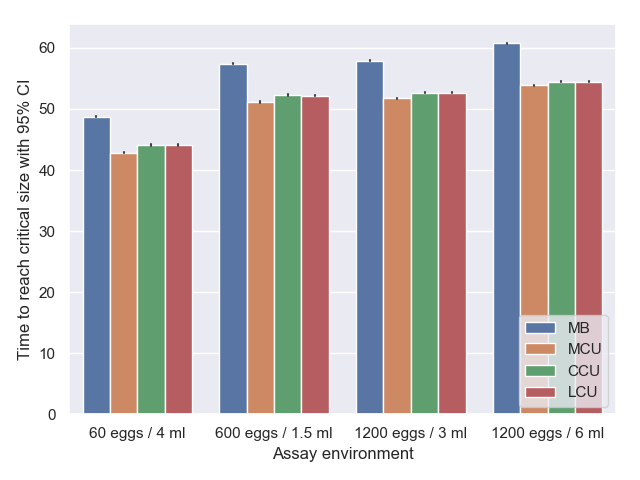 Time to reach critical size with 95% CI
60
50
40
30
20
10
0
MB
MCU
CCU
LCU
60 eggs / 4 ml
600 eggs / 1.5 ml
1200 eggs / 3 ml
1200 eggs / 6 ml
Assay environment